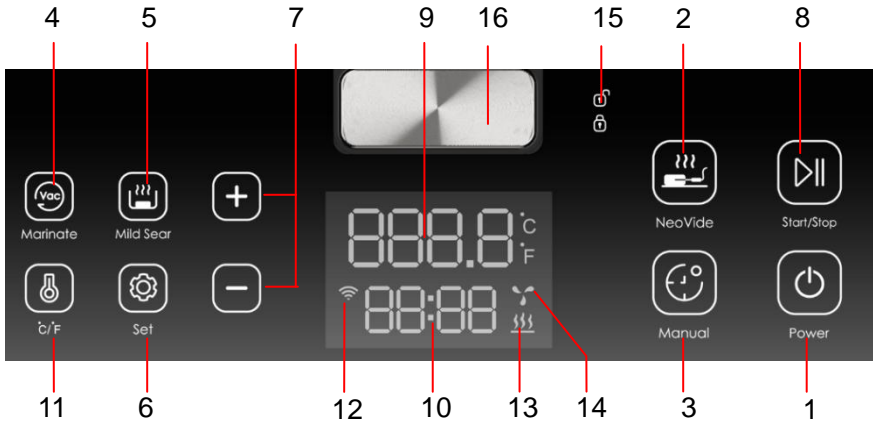 4 5 7 9 16 15 2 8
Vac
Marinate Mild Sear NeoVide Start/Stop
888.8 °C
°F
88:88
°C/°F Set Manual Power
11 6 12 10 13 14 3 1